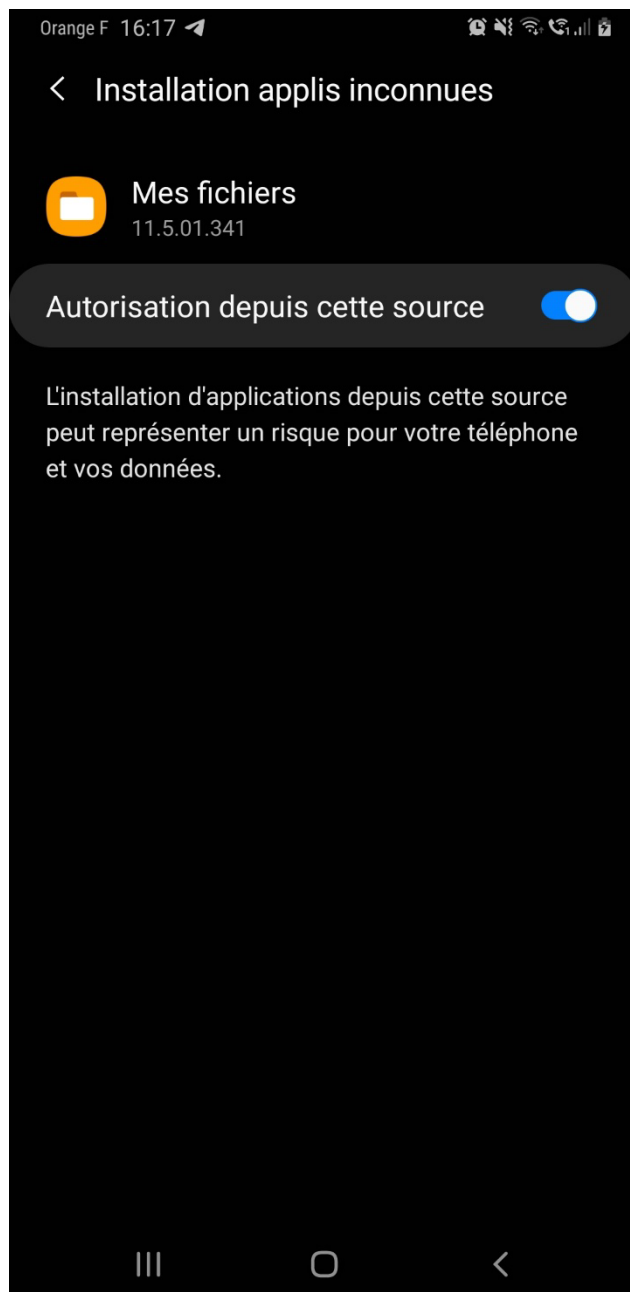 Orange F 16:17
Installation applis inconnues
Mes fichiers
11.5.01.341
Autorisation depuis cette source
L'installation d'applications depuis cette source
peut représenter un risque pour votre téléphone
et vos données.